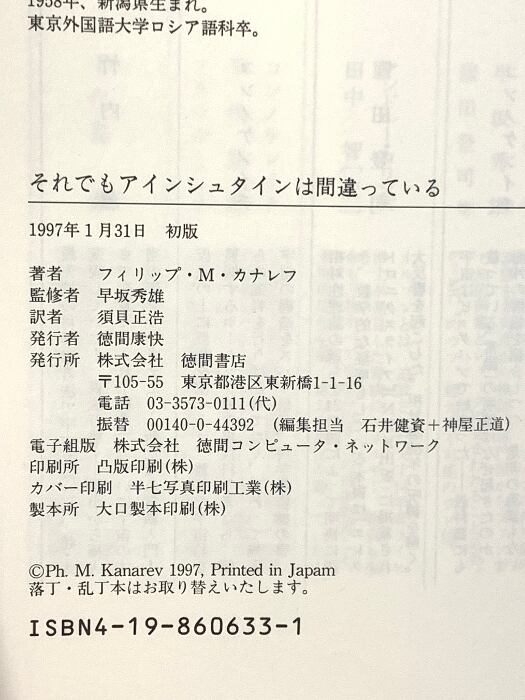 1958年、新潟県生まれ。
東京外国語大学ロシア語科卒。
それでもアインシュタインは間違っている
1997年1月31日　初版
著者　フィリップ・M・カナレフ
監修者　早坂秀雄
訳者　須貝正浩
発行者　徳間康快
発行所　株式会社　徳間書店
〒105-55　東京都港区東新橋1-1-16
電話　03-3573-0111(代)
振替　00140-0-44392　(編集担当　石井健資＋神屋正道)
電子組版　株式会社　徳間コンピュータ・ネットワーク
印刷所　凸版印刷(株)
カバー印刷　半七写真印刷工業(株)
製本所　大口製本印刷(株)
©Ph. M. Kanarev 1997, Printed in Japam
落丁・乱丁本はお取り替えいたします。
ISBN4-19-860633-1